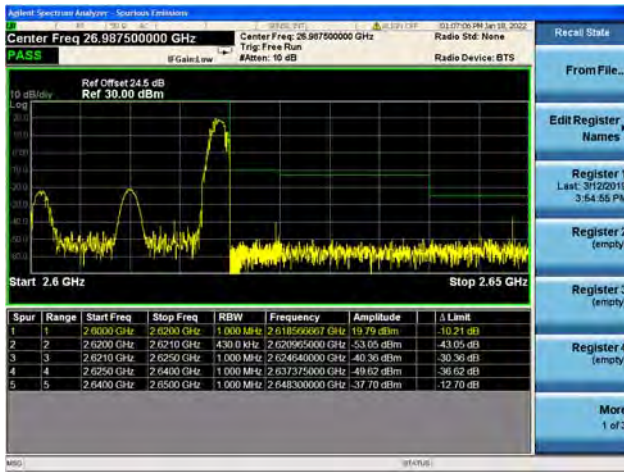 Agilent Spectrum Analyzer - Spurious Emissions
SENSE:INT
ALIGN OFF
01:07:06 PM Jan 18, 2022
Center Freq 26.987500000 GHz
Center Freq: 26.987500000 GHz
Radio Std: None
Trig: Free Run
PASS
IFGain:Low
#Atten: 10 dB
Radio Device: BTS
Ref Offset 24.5 dB
10 dB/div
Ref 30.00 dBm
Log
Start 2.6 GHz
Stop 2.65 GHz
Spur Range Start Freq Stop Freq RBW Frequency Amplitude Δ Limit
1 1 2.6000 GHz 2.6200 GHz 1.000 MHz 2.618566667 GHz 19.79 dBm -10.21 dB
2 2 2.6200 GHz 2.6210 GHz 430.0 kHz 2.620965000 GHz -53.05 dBm -43.05 dB
3 3 2.6210 GHz 2.6250 GHz 1.000 MHz 2.624640000 GHz -40.36 dBm -30.36 dB
4 4 2.6250 GHz 2.6400 GHz 1.000 MHz 2.637375000 GHz -49.62 dBm -36.62 dB
5 5 2.6400 GHz 2.6500 GHz 1.000 MHz 2.648300000 GHz -37.70 dBm -12.70 dB
MSG
STATUS
Recall State
From File...
Edit Register
Names
Register 1
Last: 3/12/2019
3:54:55 PM
Register 2
(empty)
Register 3
(empty)
Register 4
(empty)
More
1 of 3